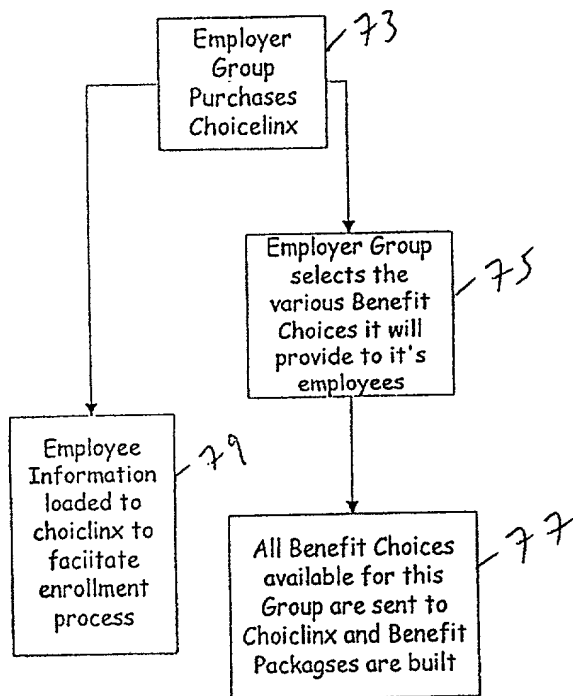 Employer
Group
Purchases
Choicelinx
73
Employer Group
selects the
various Benefit
Choices it will
provide to it's
employees
75
Employee
Information
loaded to
choiclinx to
faciitate
enrollment
process
79
All Benefit Choices
available for this
Group are sent to
Choiclinx and Benefit
Packagses are built
77